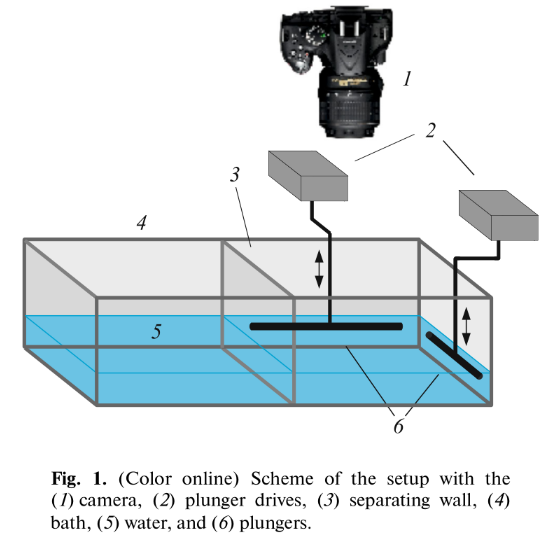 1
2
3
4
5
6
Fig. 1. (Color online) Scheme of the setup with the
(1) camera, (2) plunger drives, (3) separating wall, (4)
bath, (5) water, and (6) plungers.